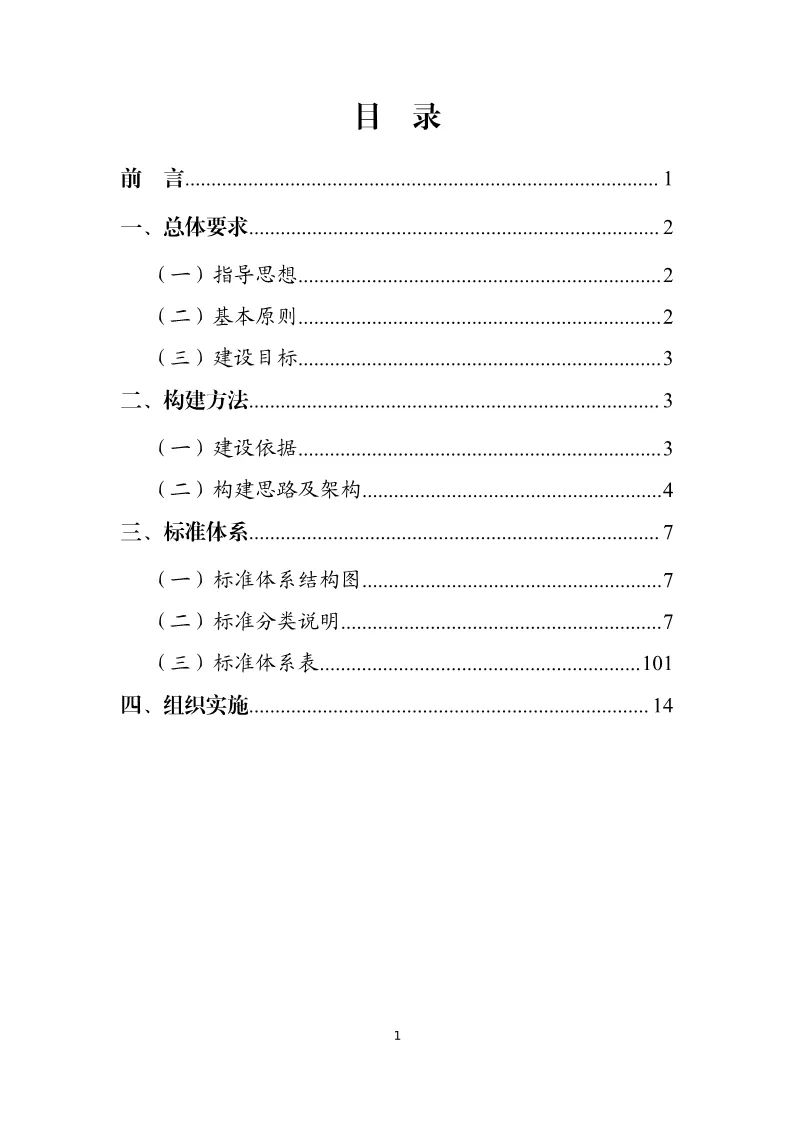 目 录
前 言........................................................................................... 1
一、总体要求............................................................................... 2
（一）指导思想......................................................................2
（二）基本原则......................................................................2
（三）建设目标......................................................................3
二、构建方法............................................................................... 3
（一）建设依据......................................................................3
（二）构建思路及架构..........................................................4
三、标准体系............................................................................... 7
（一）标准体系结构图..........................................................7
（二）标准分类说明..............................................................7
（三）标准体系表..............................................................101
四、组织实施............................................................................. 14
1